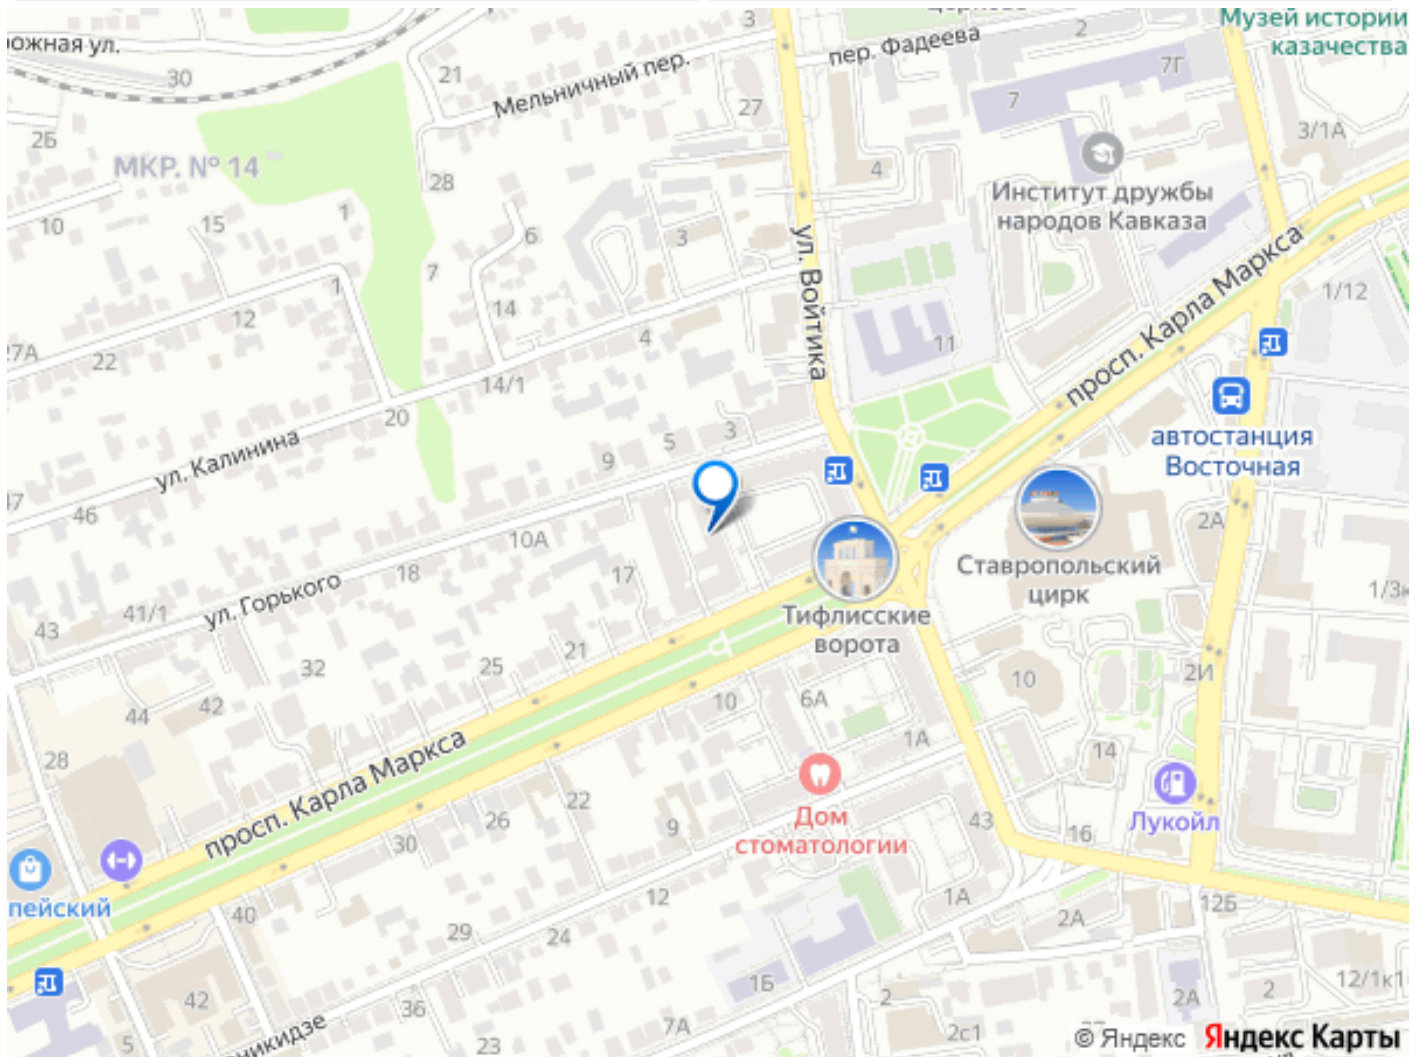 Музей истории
казачества
ожная ул.
30
21
Мельничный пер.
3
пер. Фадеева
2
7Г
7
27
3/1А
2Б
МКР. № 14
28
4
Институт дружбы
народов Кавказа
10
15
1
6
3
7
ул. Войтика
просп. Карла Маркса
1/12
7
12
14
4
11
27А
22
14/1
20
ул. Калинина
3
5
9
автостанция
Восточная
47
46
2А
10А
18
17
ул. Горького
41/1
43
Ставропольский
цирк
1/3к
Тифлисские
ворота
32
25
21
10
6А
10
2И
44
42
1А
14
28
просп. Карла Маркса
22
26
30
9
Дом
стоматологии
43
16
Лукойл
пейский
40
12
1А
2А
12Б
29
24
42
36
1Б
2
2А
2
12/1к1
5
никидзе
23
7А
2с1
© Яндекс Яндекс Карты